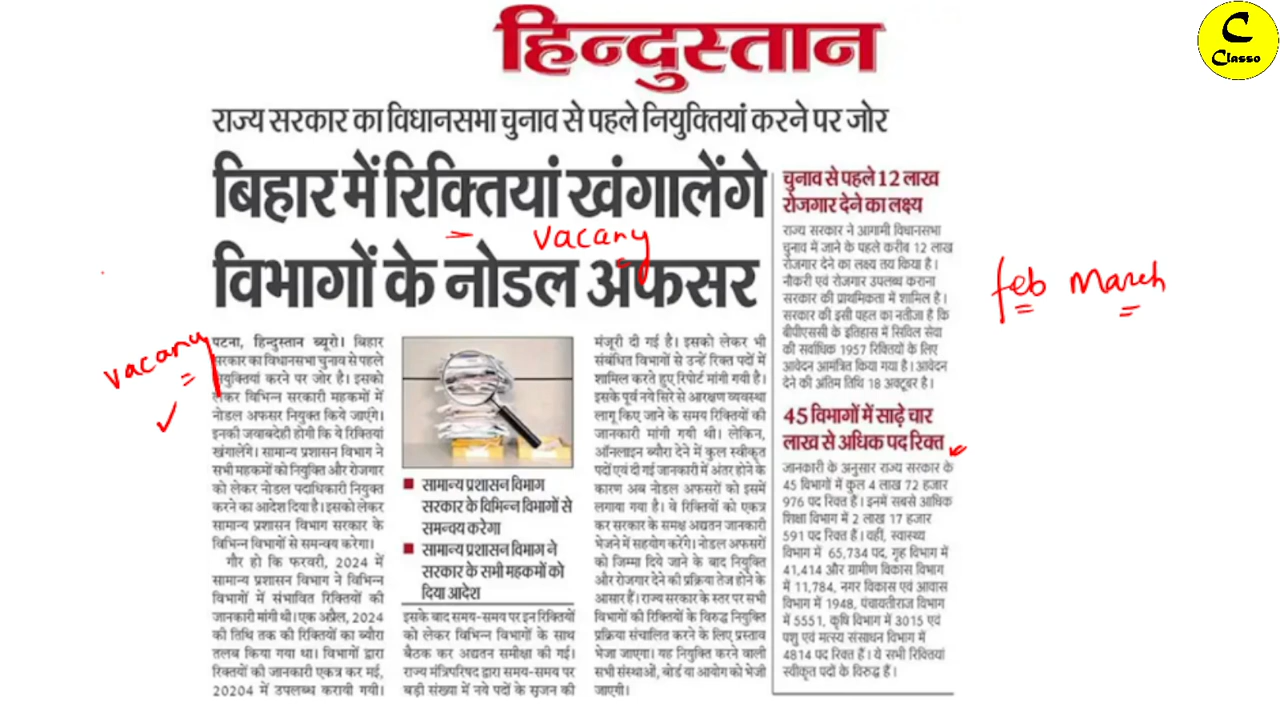 हिन्दुस्तान
C
Classo
राज्य सरकार का विधानसभा चुनाव से पहले नियुक्तियां करने पर जोर
बिहार में रिक्तियां खंगालेंगे
vacany
विभागों के नोडल अफसर
vacany
feb March
पटना, हिन्दुस्तान ब्यूरो। बिहार
सरकार का विधानसभा चुनाव से पहले
नियुक्तियां करने पर जोर है। इसको
लेकर विभिन्न सरकारी महकमों में
नोडल अफसर नियुक्त किये जाएंगे।
इनकी जवाबदेही होगी कि ये रिक्तियां
खंगालेंगे। सामान्य प्रशासन विभाग ने
सभी महकमों को नियुक्ति और रोजगार
को लेकर नोडल पदाधिकारी नियुक्त
करने का आदेश दिया है। इसको लेकर
सामान्य प्रशासन विभाग सरकार के
विभिन्न विभागों से समन्वय करेगा।
गौर हो कि फरवरी, 2024 में
सामान्य प्रशासन विभाग ने विभिन्न
विभागों में संभावित रिक्तियों की
जानकारी मांगी थी। एक अप्रैल, 2024
की तिथि तक की रिक्तियों का ब्यौरा
तलब किया गया था। विभागों द्वारा
रिक्तयों की जानकारी एकत्र कर मई,
20204 में उपलब्ध करायी गयी।
सामान्य प्रशासन विभाग
सरकार के विभिन्न विभागों से
समन्वय करेगा
सामान्य प्रशासन विभाग ने
सरकार के सभी महकमों को
दिया आदेश
इसके बाद समय-समय पर इन रिक्तियों
को लेकर विभिन्न विभागों के साथ
बैठक कर अद्यतन समीक्षा की गई।
राज्य मंत्रिपरिषद द्वारा समय-समय पर
बड़ी संख्या में नये पदों के सृजन की
मंजूरी दी गई है। इसको लेकर भी
संबंधित विभागों से उन्हें रिक्त पदों में
शामिल करते हुए रिपोर्ट मांगी गयी है।
इसके पूर्व नये सिरे से आरक्षण व्यवस्था
लागू किए जाने के समय रिक्तियों की
जानकारी मांगी गयी थी। लेकिन,
ऑनलाइन ब्यौरा देने में कुल स्वीकृत
पदों एवं दी गई जानकारी में अंतर होने के
कारण अब नोडल अफसरों को इसमें
लगाया गया है। ये रिक्तियों को एकत्र
कर सरकार के समक्ष अद्यतन जानकारी
भेजने में सहयोग करेंगे। नोडल अफसरों
को जिम्मा दिये जाने के बाद नियुक्ति
और रोजगार देने की प्रक्रिया तेज होने के
आसार हैं। राज्य सरकार के स्तर पर सभी
विभागों की रिक्तियों के विरुद्ध नियुक्ति
प्रक्रिया संचालित करने के लिए प्रस्ताव
भेजा जाएगा। यह नियुक्ति करने वाली
सभी संस्थाओं, बोर्ड या आयोग को भेजी
जाएगी।
चुनाव से पहले 12 लाख
रोजगार देने का लक्ष्य
राज्य सरकार ने आगामी विधानसभा
चुनाव में जाने के पहले करीब 12 लाख
रोजगार देने का लक्ष्य तय किया है।
नौकरी एवं रोजगार उपलब्ध कराना
सरकार की प्राथमिकता में शामिल है।
सरकार की इसी पहल का नतीजा है कि
बीपीएससी के इतिहास में सिविल सेवा
की सर्वाधिक 1957 रिक्तियों के लिए
आवेदन आमंत्रित किया गया है। आवेदन
देने की अंतिम तिथि 18 अक्टूबर है।
45 विभागों में साढ़े चार
लाख से अधिक पद रिक्त
जानकारी के अनुसार राज्य सरकार के
45 विभागों में कुल 4 लाख 72 हजार
976 पद रिक्त हैं। इनमें सबसे अधिक
शिक्षा विभाग में 2 लाख 17 हजार
591 पद रिक्त हैं। वहीं, स्वास्थ्य
विभाग में 65,734 पद, गृह विभाग में
41,414 और ग्रामीण विकास विभाग
में 11,784, नगर विकास एवं आवास
विभाग में 1948, पंचायतीराज विभाग
में 5551, कृषि विभाग में 3015 एवं
पशु एवं मत्स्य संसाधन विभाग में
4814 पद रिक्त हैं। ये सभी रिक्तियां
स्वीकृत पदों के विरुद्ध हैं।